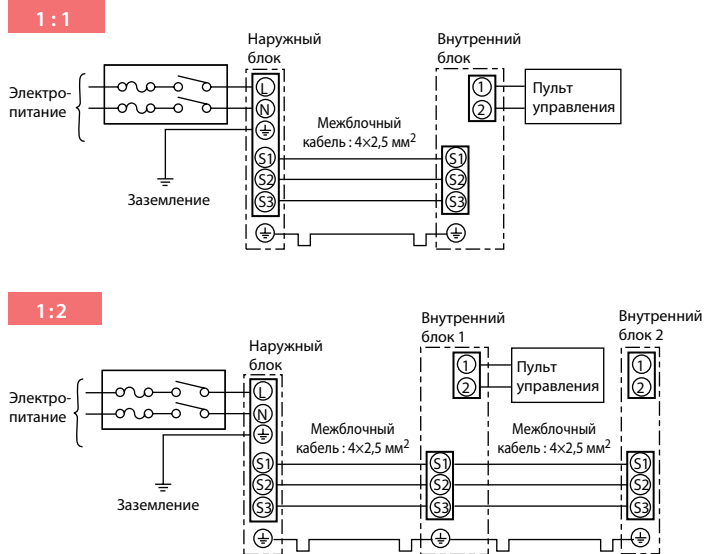 1:1
Наружный
блок
Внутренний
блок
Электро-
питание
L
N
S1
S2
S3
Заземление
Межблочный
кабель : 4×2,5 мм²
1
2
S1
S2
S3
Пульт
управления
1:2
Наружный
блок
Внутренний
блок 1
Внутренний
блок 2
Электро-
питание
L
N
S1
S2
S3
Заземление
Межблочный
кабель : 4×2,5 мм²
1
2
S1
S2
S3
Пульт
управления
Межблочный
кабель : 4×2,5 мм²
1
2
S1
S2
S3